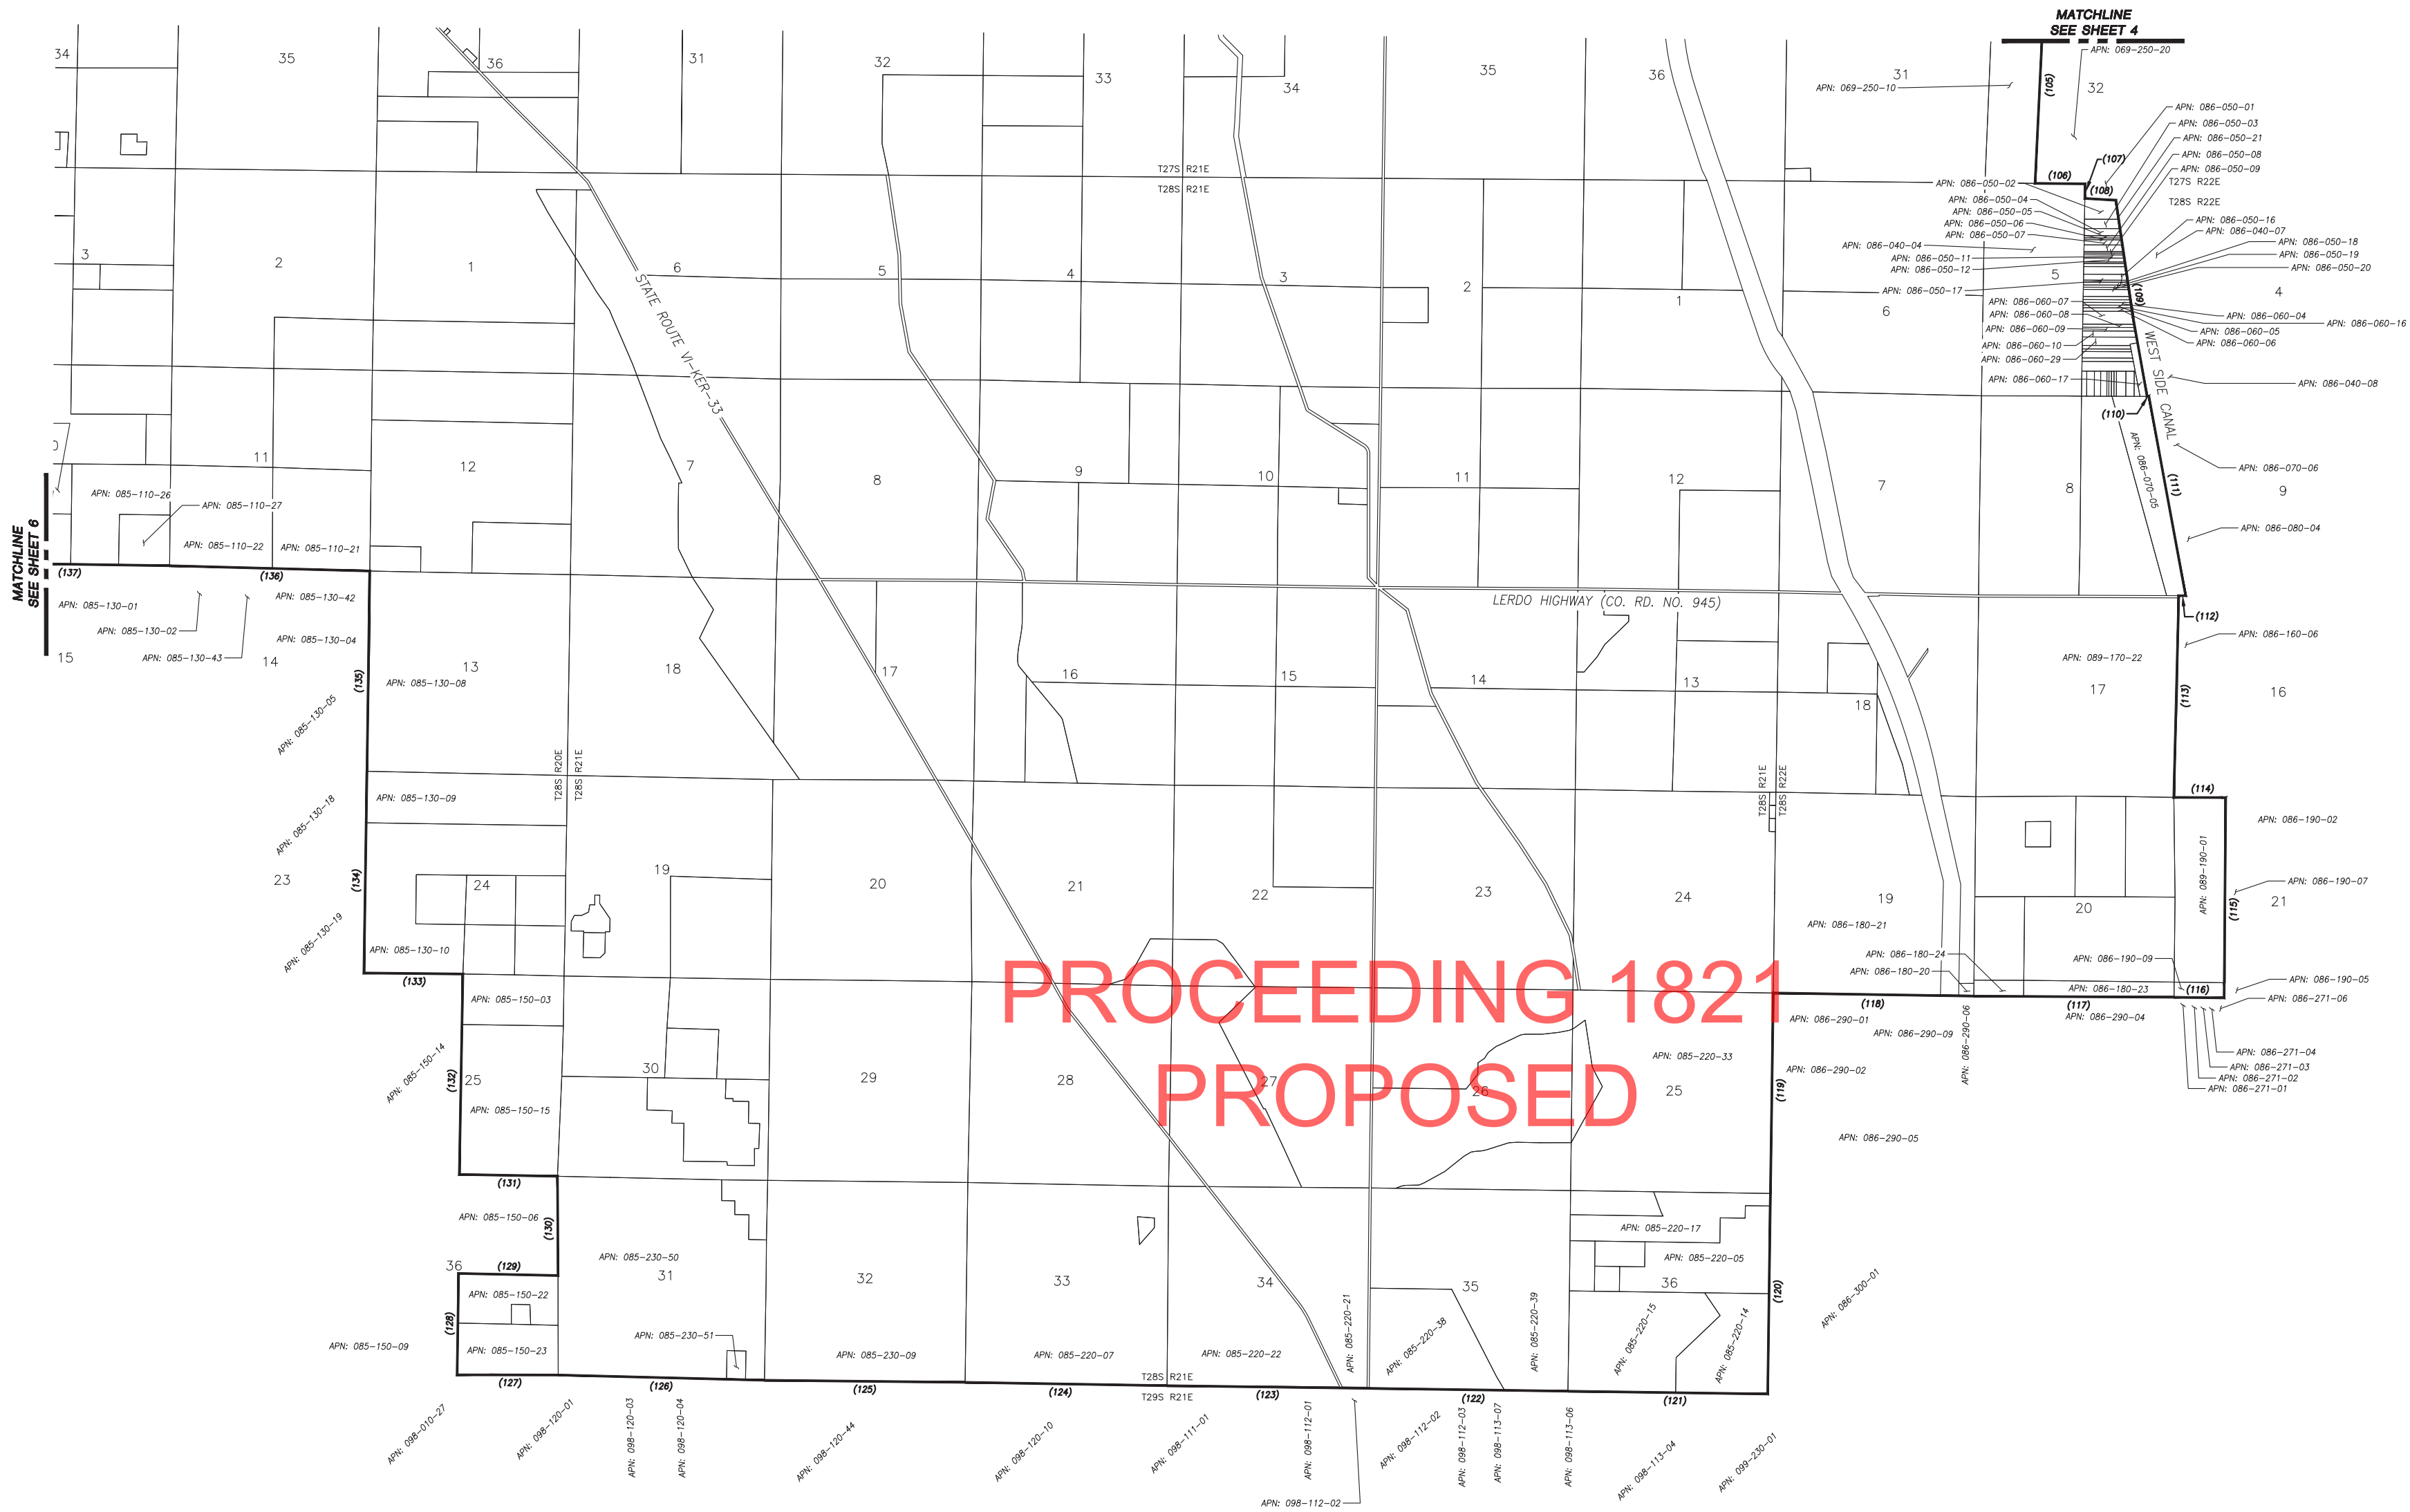 MATCHLINE
SEE SHEET 4
APN: 069-250-20
34
35
36
31
32
33
34
35
36
31
32
(105)
APN: 069-250-10
APN: 086-050-01
APN: 086-050-03
APN: 086-050-21
(107)
APN: 086-050-08
APN: 086-050-09
T27S R21E
T28S R21E
(106)
(108)
T27S R22E
T28S R22E
APN: 086-050-02
APN: 086-050-04
APN: 086-050-05
APN: 086-050-06
APN: 086-050-07
APN: 086-040-04
APN: 086-050-11
APN: 086-050-12
APN: 086-050-17
APN: 086-050-16
APN: 086-040-07
APN: 086-050-18
APN: 086-050-19
APN: 086-050-20
3
2
1
6
5
4
3
2
1
6
5
4
(109)
APN: 086-060-07
APN: 086-060-08
APN: 086-060-09
APN: 086-060-10
APN: 086-060-29
APN: 086-060-17
APN: 086-060-04
APN: 086-060-16
APN: 086-060-05
APN: 086-060-06
STATE ROUTE VI-KER-33
WEST SIDE CANAL
APN: 086-040-08
(110)
APN: 086-070-05
(111)
APN: 086-070-06
APN: 086-080-04
11
12
7
8
9
10
11
12
7
8
9
MATCHLINE
SEE SHEET 6
APN: 085-110-26
APN: 085-110-27
APN: 085-110-22
APN: 085-110-21
(137)
(136)
APN: 085-130-01
APN: 085-130-42
APN: 085-130-02
APN: 085-130-04
APN: 085-130-43
LERDO HIGHWAY (CO. RD. NO. 945)
(112)
APN: 086-160-06
15
14
13
18
17
16
15
14
13
18
17
16
APN: 089-170-22
(113)
(135)
APN: 085-130-08
APN: 085-130-05
T28S R20E
T28S R21E
T28S R21E
T28S R22E
(114)
APN: 085-130-18
APN: 085-130-09
APN: 086-190-02
APN: 089-190-01
APN: 086-190-07
(115)
23
24
19
20
21
22
23
24
19
20
21
(134)
APN: 085-130-19
APN: 085-130-10
(133)
APN: 086-180-21
APN: 086-180-24
APN: 086-180-20
APN: 086-190-09
APN: 086-180-23
(116)
APN: 086-190-05
APN: 086-271-06
PROCEEDING 1821
PROPOSED
(118)
(117)
APN: 086-290-01
APN: 086-290-09
APN: 086-290-06
APN: 086-290-04
APN: 086-271-04
APN: 086-271-03
APN: 086-271-02
APN: 086-271-01
APN: 085-150-03
APN: 085-150-14
(132)
25
30
29
28
27
26
25
APN: 085-220-33
APN: 086-290-02
(119)
APN: 085-150-15
APN: 086-290-05
(131)
APN: 085-150-06
(130)
APN: 085-230-50
APN: 085-220-17
APN: 085-220-05
36
31
32
33
34
35
36
(129)
APN: 085-150-22
(128)
APN: 085-150-09
APN: 085-150-23
APN: 085-230-51
APN: 085-230-09
APN: 085-220-07
APN: 085-220-22
APN: 085-220-21
APN: 085-220-38
APN: 085-220-39
APN: 085-220-15
APN: 085-220-14
(120)
APN: 086-300-01
(127)
(126)
(125)
(124)
T28S R21E
T29S R21E
(123)
(122)
(121)
APN: 098-010-27
APN: 098-120-01
APN: 098-120-03
APN: 098-120-04
APN: 098-120-44
APN: 098-120-10
APN: 098-111-01
APN: 098-112-01
APN: 098-112-02
APN: 098-112-03
APN: 098-113-07
APN: 098-113-06
APN: 098-113-04
APN: 099-230-01
APN: 098-112-02